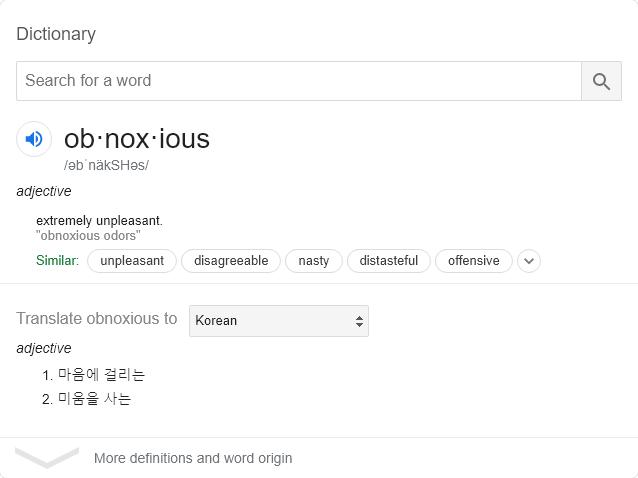 Dictionary
Search for a word
ob·nox·ious
/əbˈnäkSHəs/
adjective
extremely unpleasant.
"obnoxious odors"
Similar: unpleasant disagreeable nasty distasteful offensive
Translate obnoxious to Korean
adjective
1. 마음에 걸리는
2. 미움을 사는
More definitions and word origin